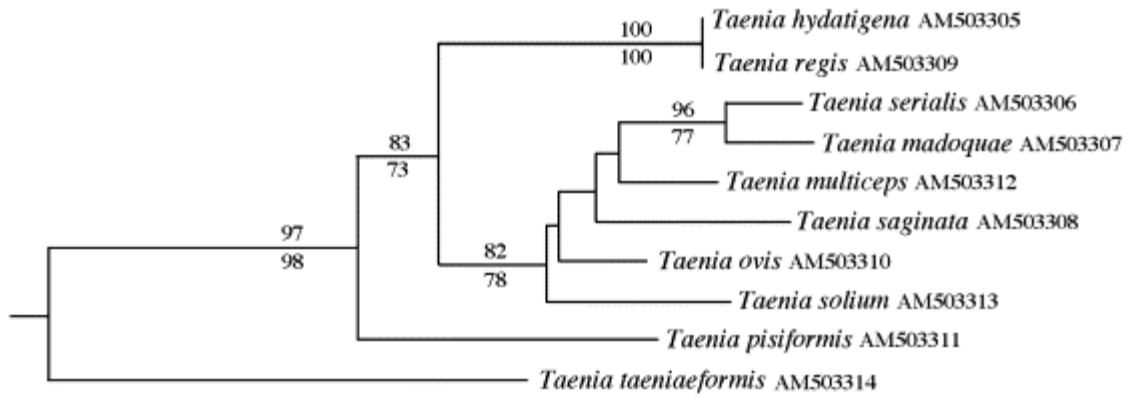 Taenia hydatigena AM503305
100
100
Taenia regis AM503309
Taenia serialis AM503306
96
77
Taenia madoquae AM503307
83
73
Taenia multiceps AM503312
Taenia saginata AM503308
97
98
82
78
Taenia ovis AM503310
Taenia solium AM503313
Taenia pisiformis AM503311
Taenia taeniaeformis AM503314